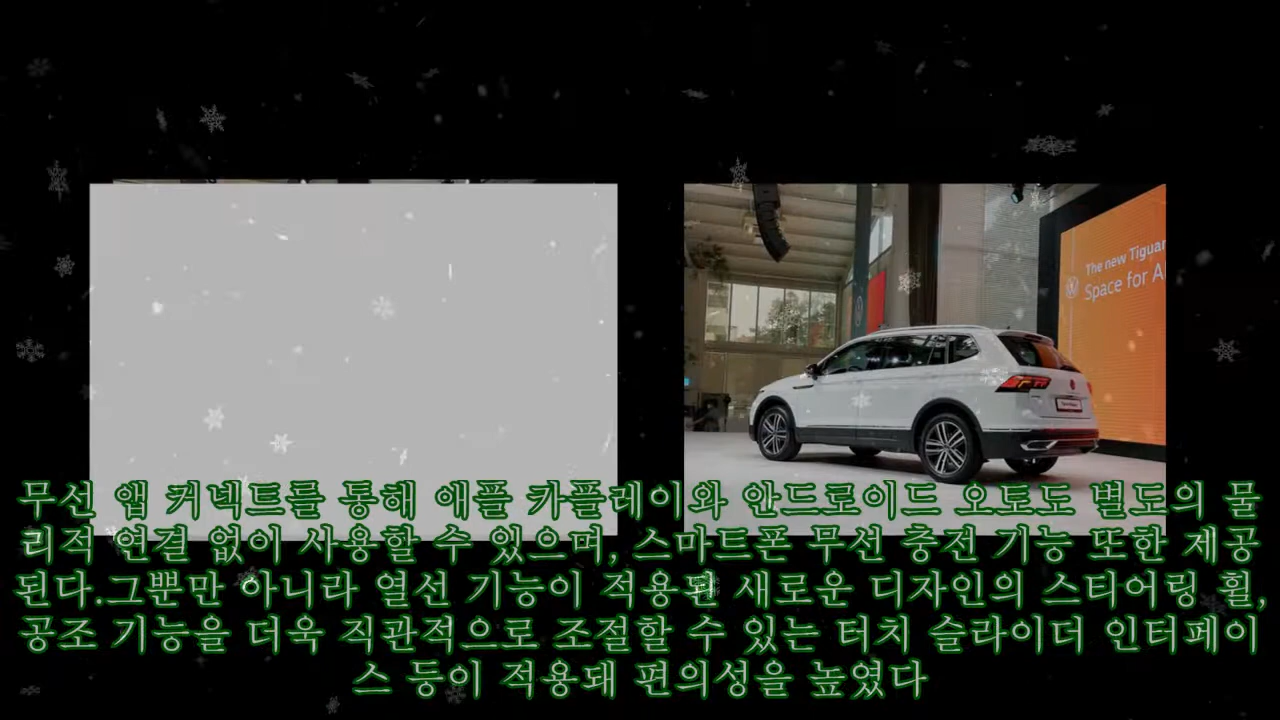 The new Tiguan
Space for Al
무선 앱 커넥트를 통해 애플 카플레이와 안드로이드 오토도 별도의 물
리적 연결 없이 사용할 수 있으며, 스마트폰 무선 충전 기능 또한 제공
된다.그뿐만 아니라 열선 기능이 적용된 새로운 디자인의 스티어링 휠,
공조 기능을 더욱 직관적으로 조절할 수 있는 터치 슬라이더 인터페이
스 등이 적용돼 편의성을 높였다